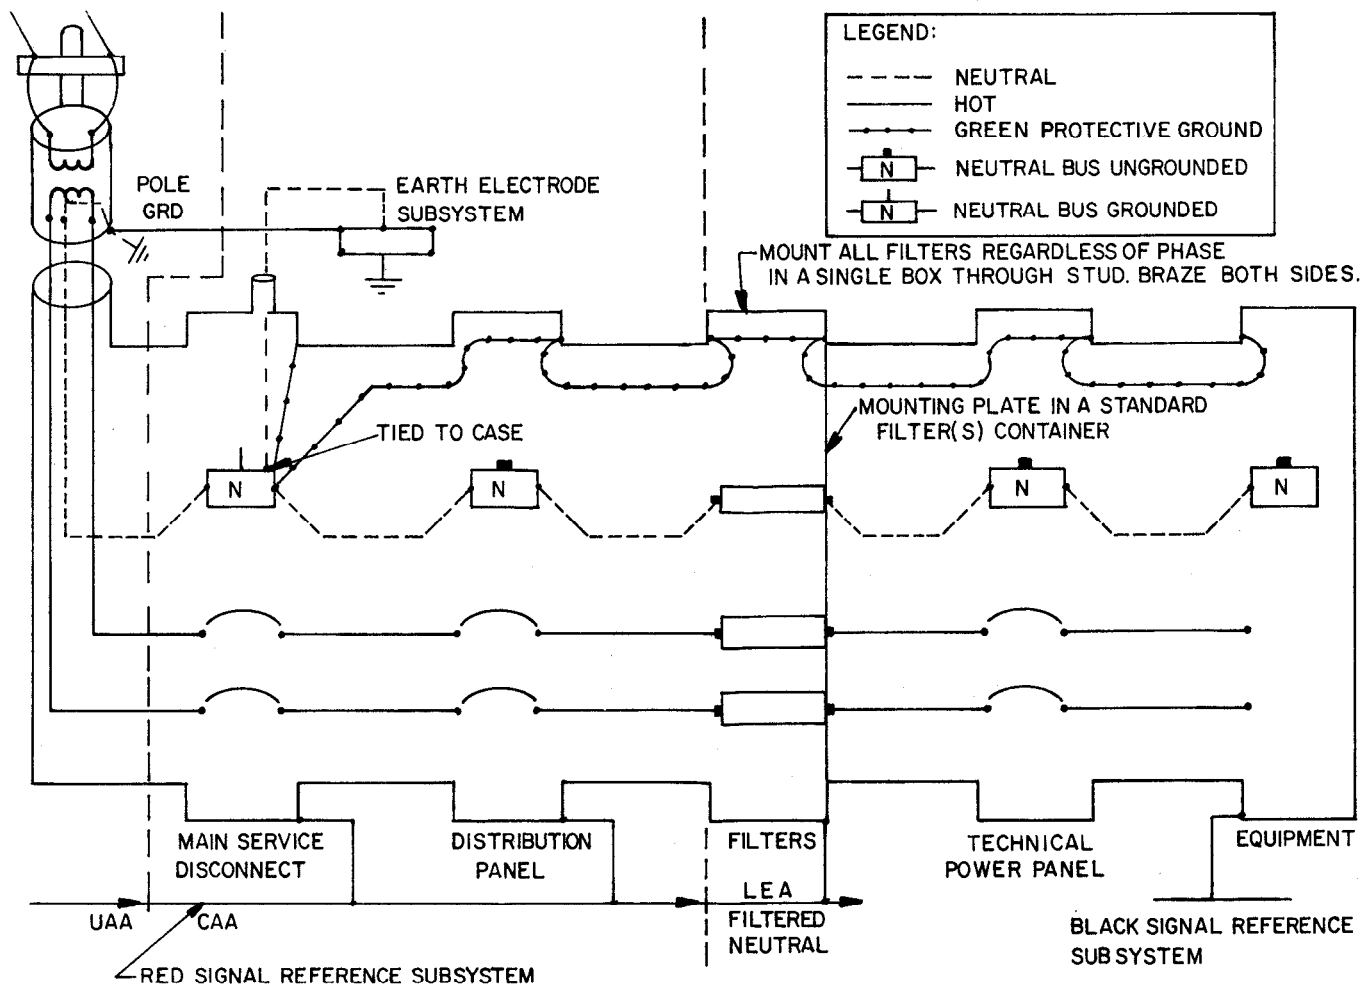 LEGEND:
NEUTRAL
HOT
GREEN PROTECTIVE GROUND
N NEUTRAL BUS UNGROUNDED
N NEUTRAL BUS GROUNDED
POLE
GRD
EARTH ELECTRODE
SUBSYSTEM
MOUNT ALL FILTERS REGARDLESS OF PHASE
IN A SINGLE BOX THROUGH STUD. BRAZE BOTH SIDES.
MOUNTING PLATE IN A STANDARD
FILTER(S) CONTAINER
TIED TO CASE
N
N
N
N
MAIN SERVICE
DISCONNECT
DISTRIBUTION
PANEL
FILTERS
TECHNICAL
POWER PANEL
EQUIPMENT
UAA
CAA
LEA
FILTERED
NEUTRAL
BLACK SIGNAL REFERENCE
SUBSYSTEM
RED SIGNAL REFERENCE SUBSYSTEM